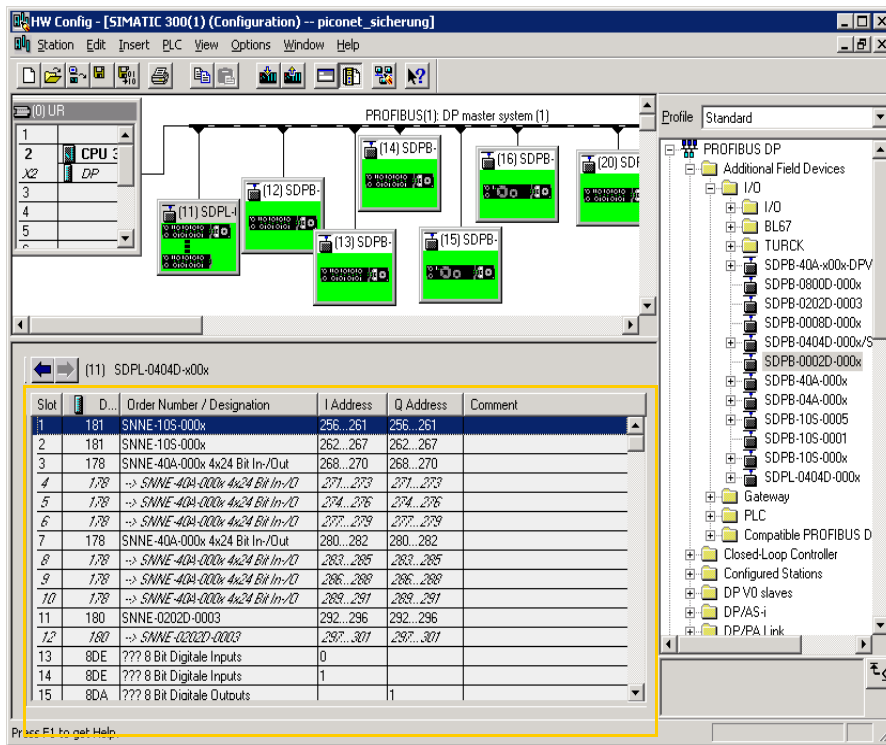 HW Config - [SIMATIC 300(1) (Configuration) -- piconet_sicherung]
Station Edit Insert PLC View Options Window Help
(0) UR
1
2 CPU 3
X2 DP
3
4
5
PROFIBUS(1): DP master system (1)
(14) SDPB-
(16) SDPB-
(20) SDP
(12) SDPB-
(11) SDPL-
(13) SDPB-
(15) SDPB-
Profile Standard
PROFIBUS DP
Additional Field Devices
I/O
I/O
BL67
TURCK
SDPB-40A-x00x-DPV
SDPB-0800D-000x
SDPB-0202D-0003
SDPB-0008D-000x
SDPB-0404D-000x/S
SDPB-0002D-000x
SDPB-40A-000x
SDPB-04A-000x
SDPB-10S-0005
SDPB-10S-0001
SDPB-10S-000x
SDPL-0404D-000x
Gateway
PLC
Compatible PROFIBUS D
Closed-Loop Controller
Configured Stations
DP V0 slaves
DP/AS-i
DP/PA Link
(11) SDPL-0404D-x00x
Slot D... Order Number / Designation I Address Q Address Comment
1 181 SNNE-10S-000x 256...261 256...261
2 181 SNNE-10S-000x 262...267 262...267
3 178 SNNE-40A-000x 4x24 Bit In-/Out 268...270 268...270
4 178 --> SNNE-40A-000x 4x24 Bit In-/O 271...273 271...273
5 178 --> SNNE-40A-000x 4x24 Bit In-/O 274...276 274...276
6 178 --> SNNE-40A-000x 4x24 Bit In-/O 277...279 277...279
7 178 SNNE-40A-000x 4x24 Bit In-/Out 280...282 280...282
8 178 --> SNNE-40A-000x 4x24 Bit In-/O 283...285 283...285
9 178 --> SNNE-40A-000x 4x24 Bit In-/O 286...288 286...288
10 178 --> SNNE-40A-000x 4x24 Bit In-/O 289...291 289...291
11 180 SNNE-0202D-0003 292...296 292...296
12 180 --> SNNE-0202D-0003 297...301 297...301
13 8DE ??? 8 Bit Digitale Inputs 0
14 8DE ??? 8 Bit Digitale Inputs 1
15 8DA ??? 8 Bit Digitale Outputs 1
Press F1 to get Help.